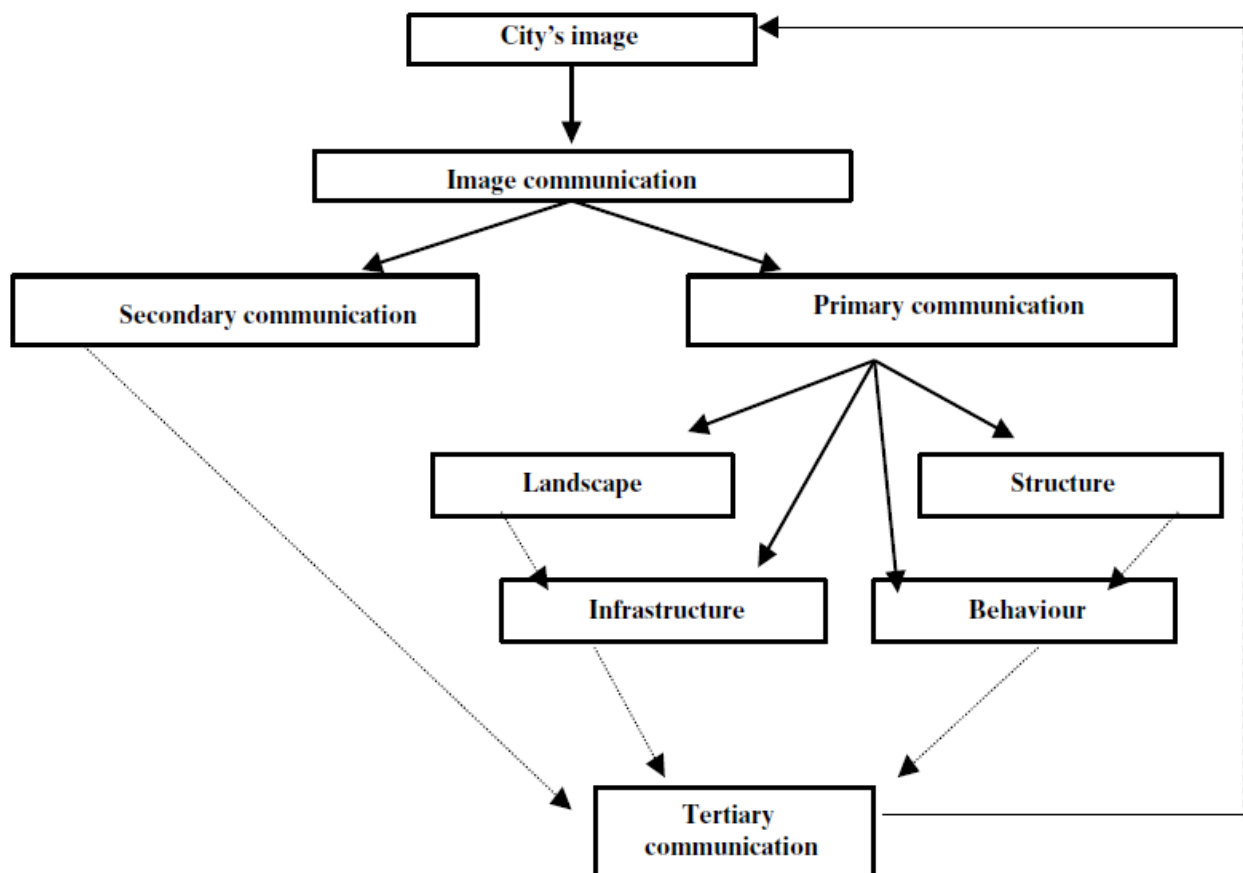 City’s image
Image communication
Secondary communication
Primary communication
Landscape
Structure
Infrastructure
Behaviour
Tertiary
communication